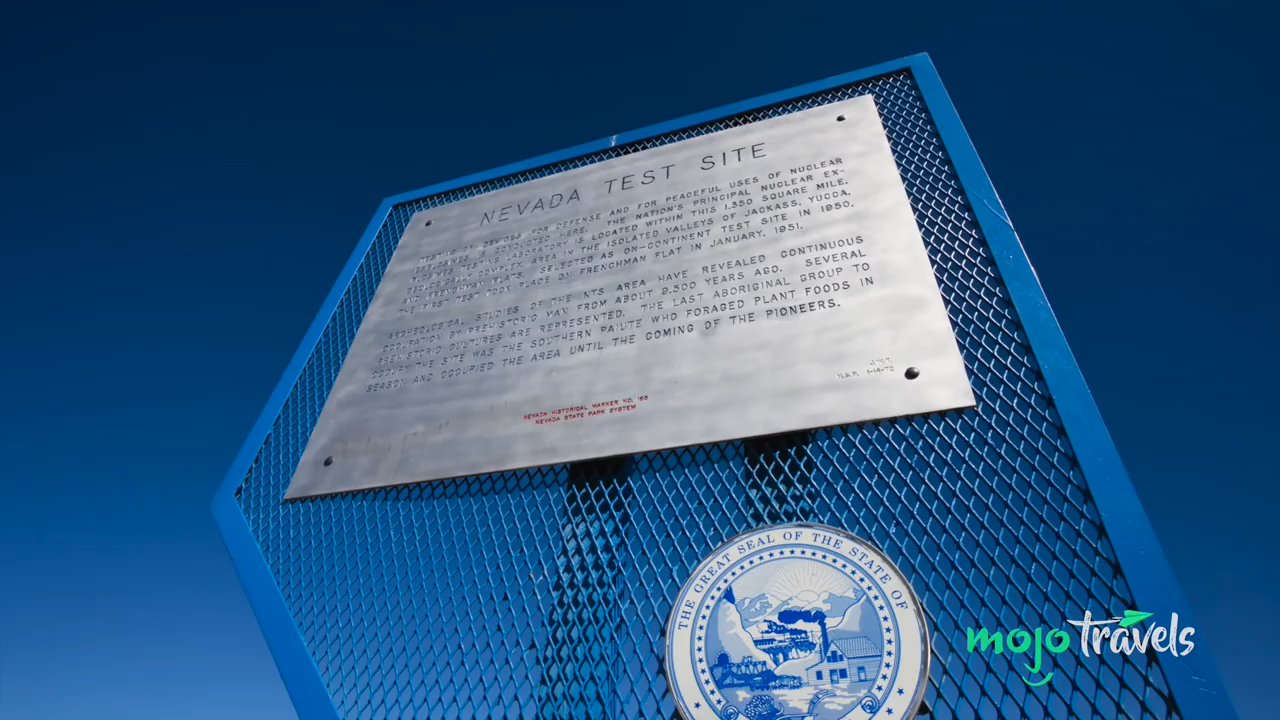 NEVADA TEST SITE
TESTING OF DEVICES FOR DEFENSE AND FOR PEACEFUL USES OF NUCLEAR
EXPLOSIVES IS CONDUCTED HERE. THE NATION'S PRINCIPAL NUCLEAR EX-
PLOSIVES TESTING LABORATORY IS LOCATED WITHIN THIS 1,350 SQUARE MILE,
GEOLOGICALLY COMPLEX, AREA IN THE ISOLATED VALLEYS OF JACKASS, YUCCA,
AND FRENCHMAN FLATS. SELECTED AS ON-CONTINENT TEST SITE IN 1950,
THE FIRST TEST TOOK PLACE ON FRENCHMAN FLAT IN JANUARY, 1951.
ARCHEOLOGICAL STUDIES OF THE NTS AREA HAVE REVEALED CONTINUOUS
OCCUPATION BY PREHISTORIC MAN FROM ABOUT 9,500 YEARS AGO. SEVERAL
PREHISTORIC CULTURES ARE REPRESENTED. THE LAST ABORIGINAL GROUP TO
OCCUPY THE SITE WAS THE SOUTHERN PAIUTE WHO FORAGED PLANT FOODS IN
SEASON AND OCCUPIED THE AREA UNTIL THE COMING OF THE PIONEERS.
NEVADA HISTORICAL MARKER NO. 165
NEVADA STATE PARK SYSTEM
THE GREAT SEAL OF THE STATE OF
mojo travels